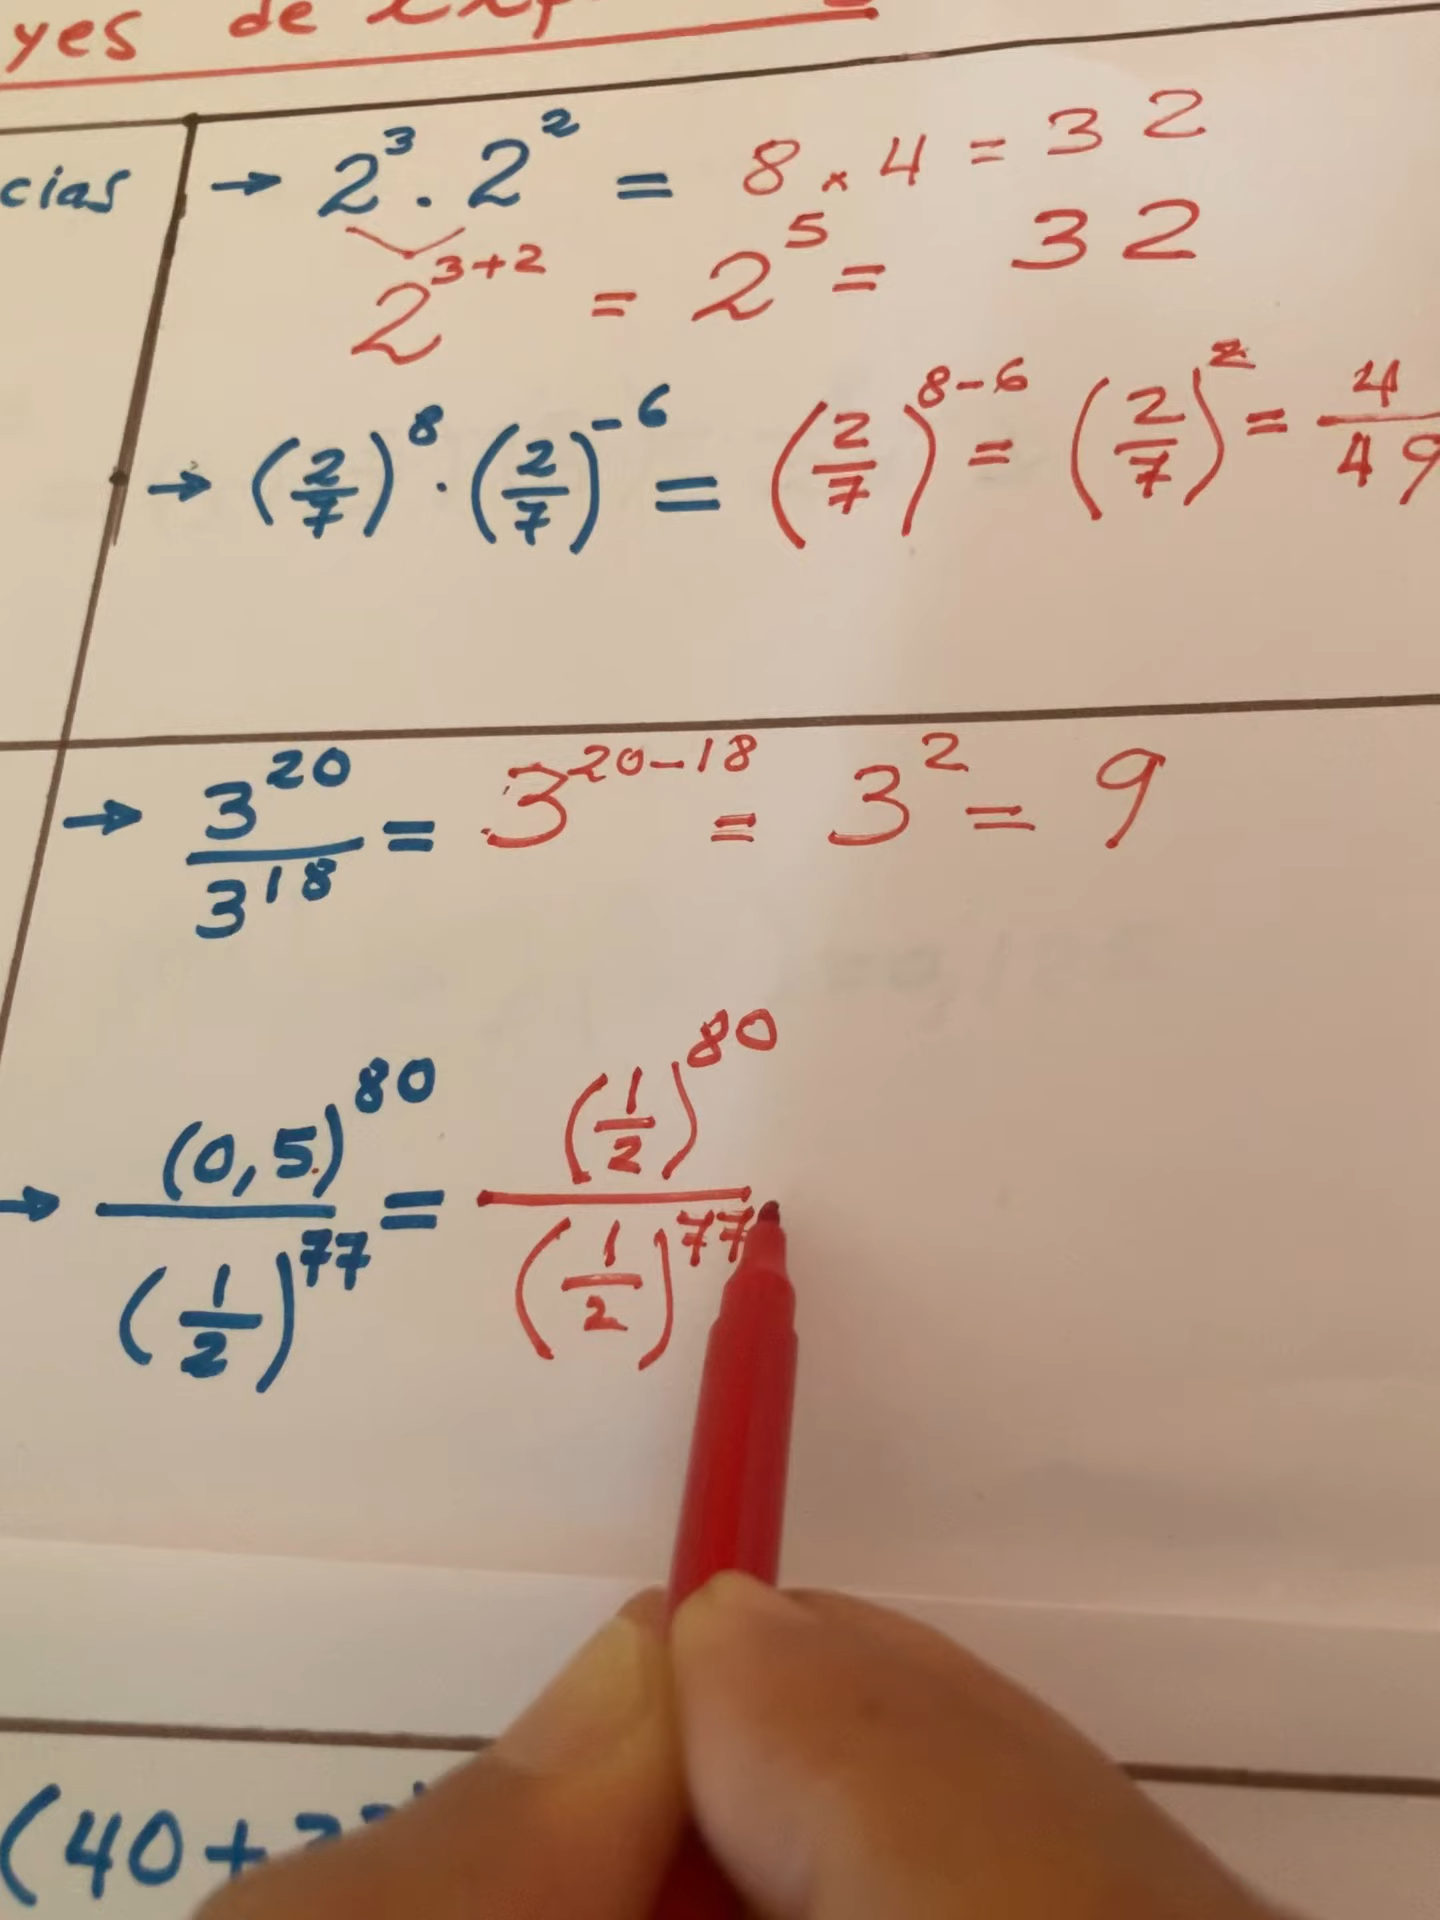 yes de
cias → 2³ . 2² = 8 × 4 = 32
2³⁺² = 2⁵ = 32
→ (2/7)⁸ . (2/7)⁻⁶ = (2/7)⁸⁻⁶ = (2/7)² = 4/49
→ 3²⁰/3¹⁸ = 3²⁰⁻¹⁸ = 3² = 9
→ (0,5)⁸⁰/(1/2)⁷⁷ = (1/2)⁸⁰/(1/2)⁷⁷
(40+